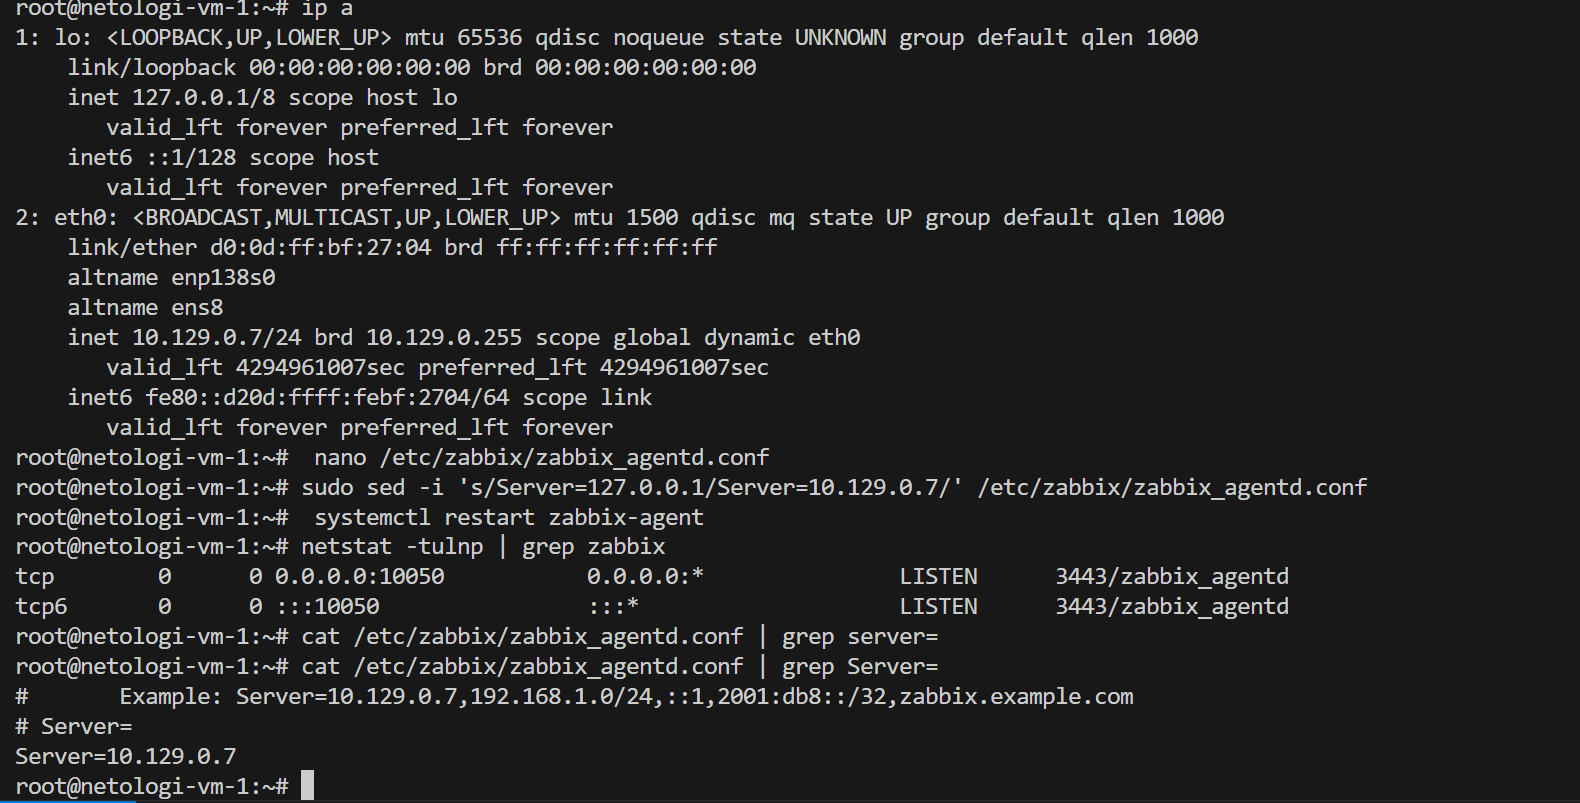 root@netologi-vm-1:~# ip a
1: lo: <LOOPBACK,UP,LOWER_UP> mtu 65536 qdisc noqueue state UNKNOWN group default qlen 1000
    link/loopback 00:00:00:00:00:00 brd 00:00:00:00:00:00
    inet 127.0.0.1/8 scope host lo
       valid_lft forever preferred_lft forever
    inet6 ::1/128 scope host
       valid_lft forever preferred_lft forever
2: eth0: <BROADCAST,MULTICAST,UP,LOWER_UP> mtu 1500 qdisc mq state UP group default qlen 1000
    link/ether d0:0d:ff:bf:27:04 brd ff:ff:ff:ff:ff:ff
    altname enp138s0
    altname ens8
    inet 10.129.0.7/24 brd 10.129.0.255 scope global dynamic eth0
       valid_lft 4294961007sec preferred_lft 4294961007sec
    inet6 fe80::d20d:ffff:febf:2704/64 scope link
       valid_lft forever preferred_lft forever
root@netologi-vm-1:~#  nano /etc/zabbix/zabbix_agentd.conf
root@netologi-vm-1:~# sudo sed -i 's/Server=127.0.0.1/Server=10.129.0.7/' /etc/zabbix/zabbix_agentd.conf
root@netologi-vm-1:~#  systemctl restart zabbix-agent
root@netologi-vm-1:~# netstat -tulnp | grep zabbix
tcp        0      0 0.0.0.0:10050           0.0.0.0:*               LISTEN      3443/zabbix_agentd
tcp6       0      0 :::10050                :::*                    LISTEN      3443/zabbix_agentd
root@netologi-vm-1:~# cat /etc/zabbix/zabbix_agentd.conf | grep server=
root@netologi-vm-1:~# cat /etc/zabbix/zabbix_agentd.conf | grep Server=
#       Example: Server=10.129.0.7,192.168.1.0/24,::1,2001:db8::/32,zabbix.example.com
# Server=
Server=10.129.0.7
root@netologi-vm-1:~#